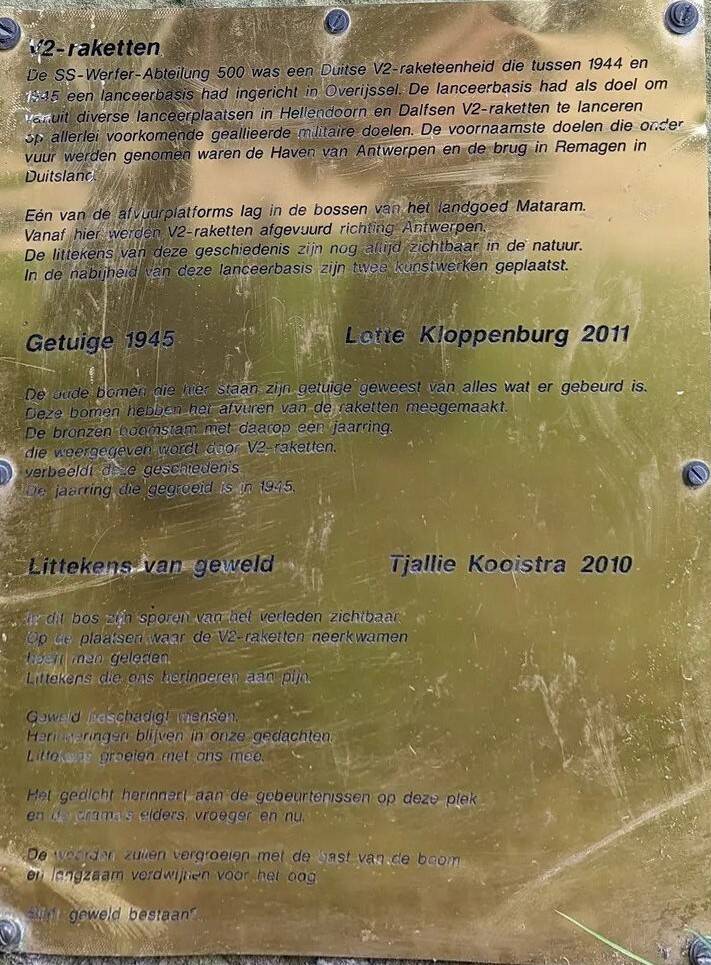 V2-raketten
De SS-Werfer-Abteilung 500 was een Duitse V2-raketeenheid die tussen 1944 en
1945 een lanceerbasis had ingericht in Overijssel. De lanceerbasis had als doel om
vanuit diverse lanceerplaatsen in Hellendoorn en Dalfsen V2-raketten te lanceren
op allerlei voorkomende geallieerde militaire doelen. De voornaamste doelen die onder
vuur werden genomen waren de Haven van Antwerpen en de brug in Remagen in
Duitsland.
Eén van de afvuurplatforms lag in de bossen van het landgoed Mataram.
Vanaf hier werden V2-raketten afgevuurd richting Antwerpen.
De littekens van deze geschiedenis zijn nog altijd zichtbaar in de natuur.
In de nabijheid van deze lanceerbasis zijn twee kunstwerken geplaatst.
Getuige 1945 Lotte Kloppenburg 2011
De oude bomen die hier staan zijn getuige geweest van alles wat er gebeurd is.
Deze bomen hebben het afvuren van de raketten meegemaakt.
De bronzen boomstam met daarop een jaarring,
die weergegeven wordt door V2-raketten,
verbeeldt deze geschiedenis.
De jaarring die gegroeid is in 1945.
Littekens van geweld Tjallie Kooistra 2010
In dit bos zijn sporen van het verleden zichtbaar.
Op de plaatsen waar de V2-raketten neerkwamen
heeft men geleden.
Littekens die ons herinneren aan pijn.
Geweld beschadigt mensen.
Herinneringen blijven in onze gedachten.
Littekens groeien met ons mee.
Het gedicht herinnert aan de gebeurtenissen op deze plek
en de drama's elders, vroeger en nu.
De woorden zullen vergroeien met de bast van de boom
en langzaam verdwijnen voor het oog
geweld bestaan?